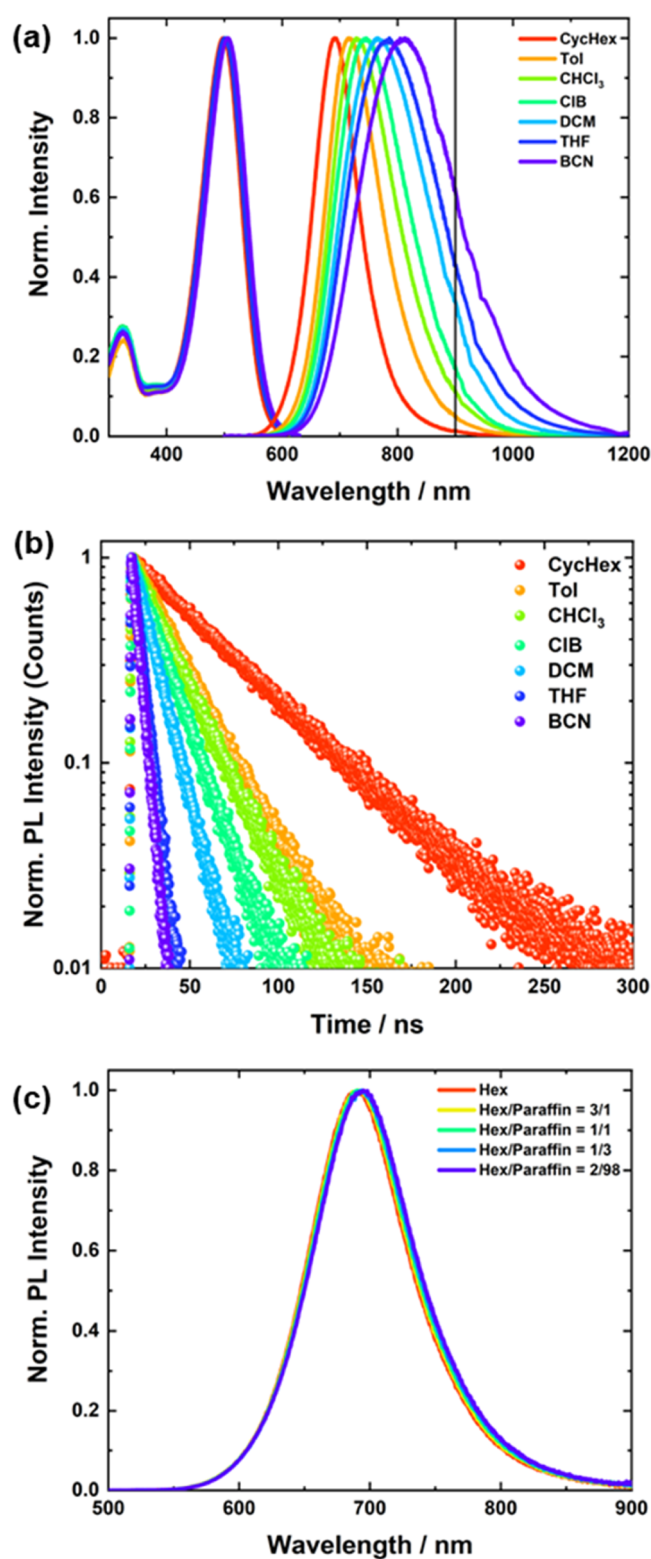 (a)
Norm. Intensity
1.0
0.8
0.6
0.4
0.2
0.0
CycHex
Tol
CHCl₃
ClB
DCM
THF
BCN
400
600
800
1000
1200
Wavelength / nm
(b)
Norm. PL Intensity (Counts)
1
0.1
0.01
CycHex
Tol
CHCl₃
ClB
DCM
THF
BCN
0
50
100
150
200
250
300
Time / ns
(c)
Norm. PL Intensity
1.0
0.8
0.6
0.4
0.2
0.0
Hex
Hex/Paraffin = 3/1
Hex/Paraffin = 1/1
Hex/Paraffin = 1/3
Hex/Paraffin = 2/98
500
600
700
800
900
Wavelength / nm